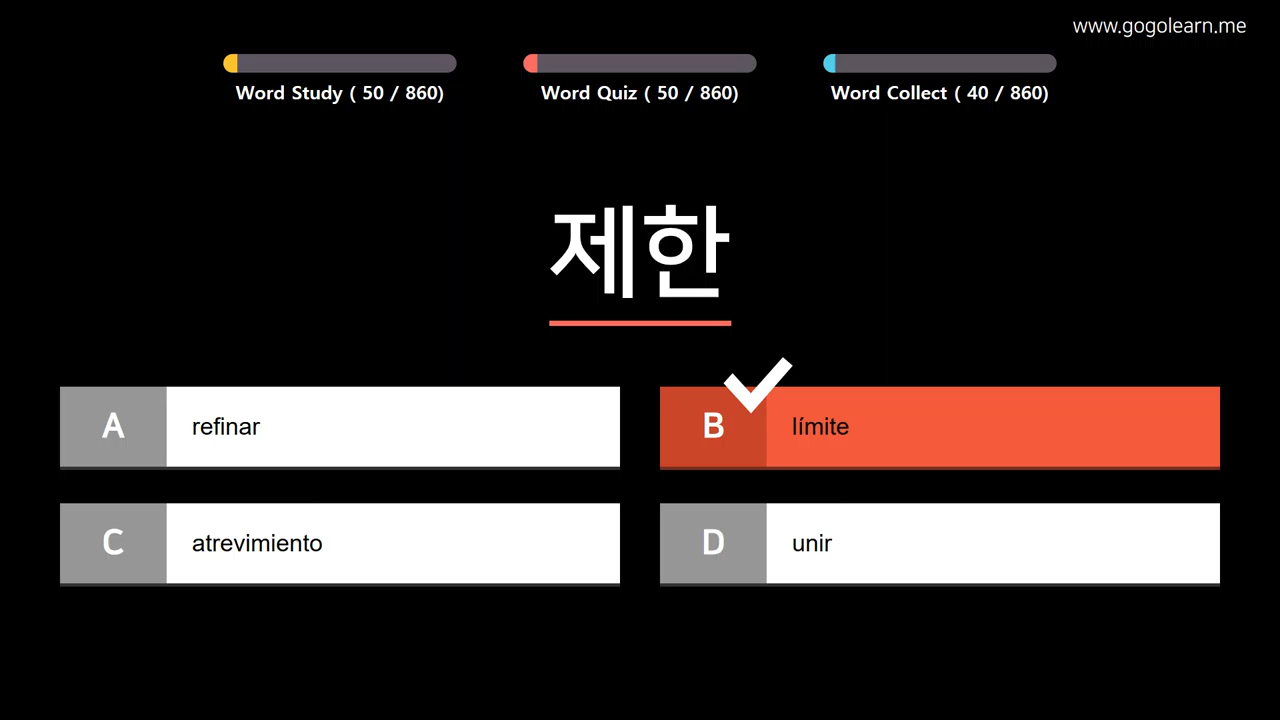 www.gogolearn.me
Word Study ( 50 / 860)
Word Quiz ( 50 / 860)
Word Collect ( 40 / 860)
제한
A refinar
B límite
C atrevimiento
D unir